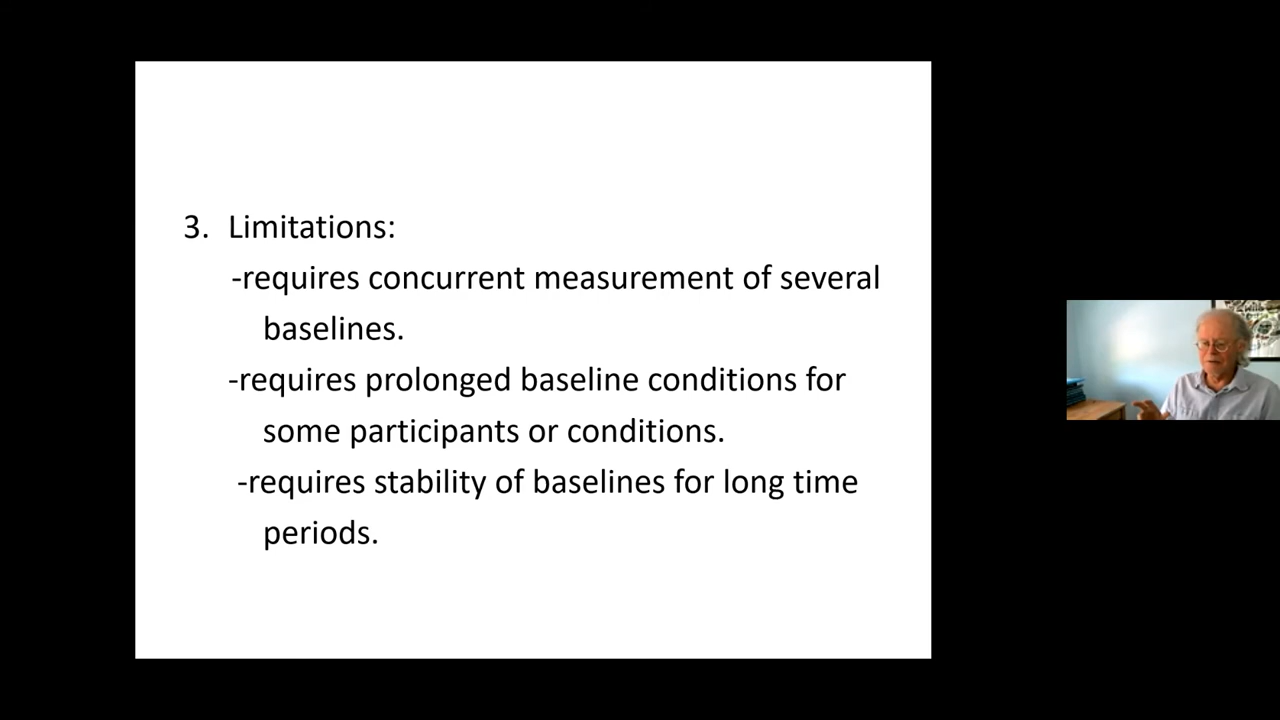 3. Limitations:
-requires concurrent measurement of several
baselines.
-requires prolonged baseline conditions for
some participants or conditions.
-requires stability of baselines for long time
periods.